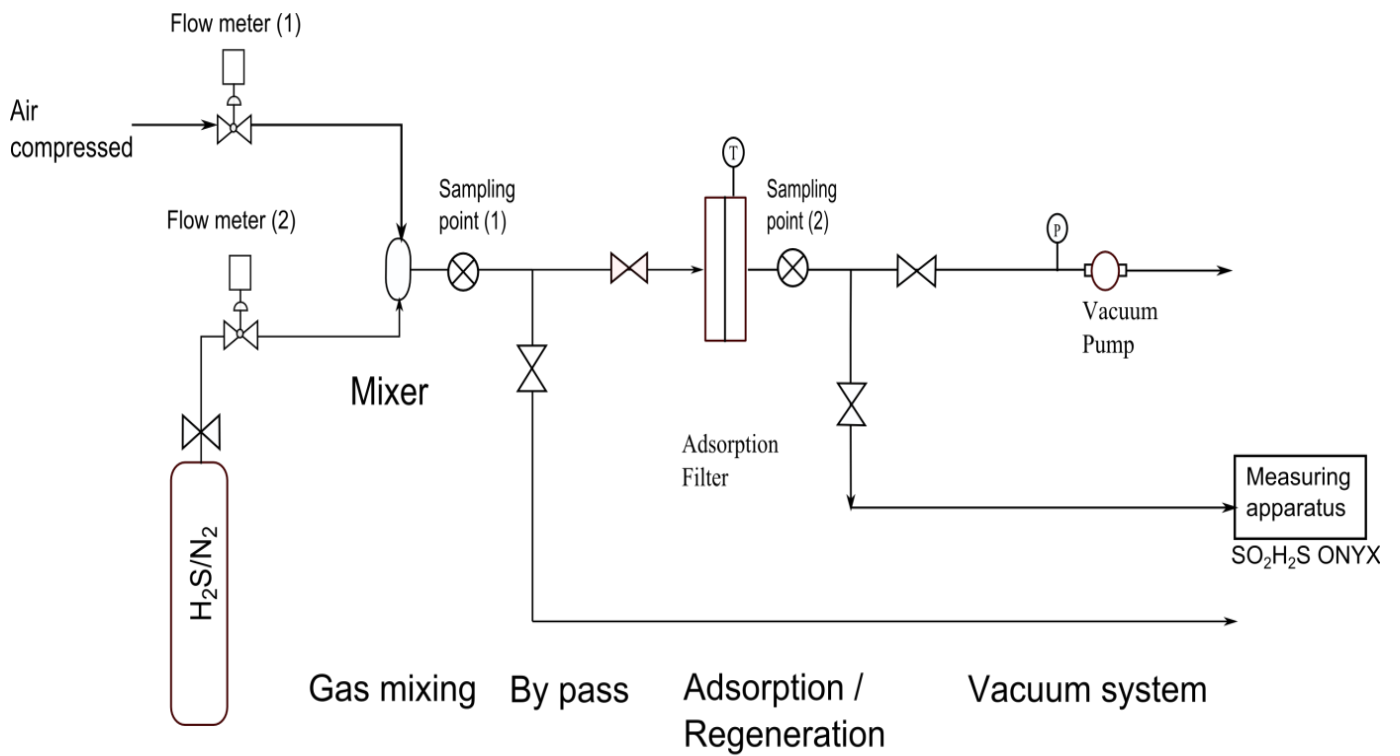 Flow meter (1)
Air
compressed
Flow meter (2)
Sampling
point (1)
T
Sampling
point (2)
P
Vacuum
Pump
Mixer
Adsorption
Filter
Measuring
apparatus
SO₂H₂S ONYX
H₂S/N₂
Gas mixing
By pass
Adsorption /
Regeneration
Vacuum system